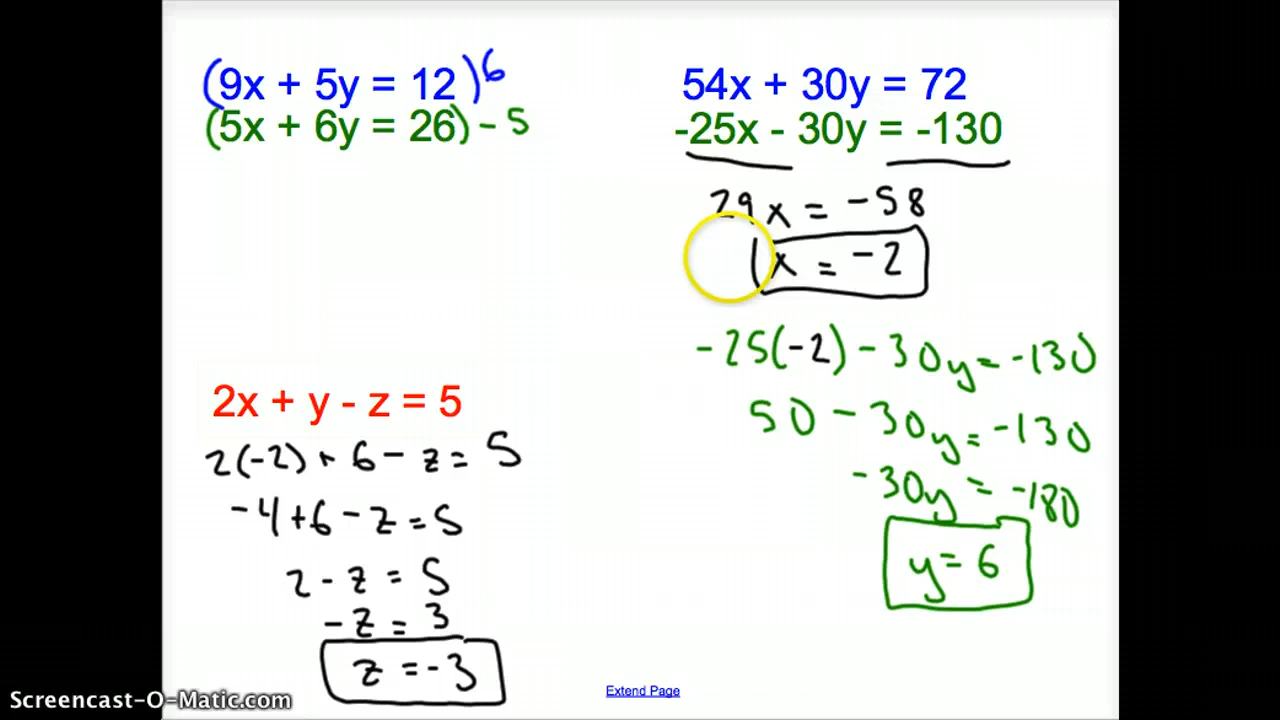 (9x + 5y = 12)6
(5x + 6y = 26) - 5
54x + 30y = 72
-25x - 30y = -130
29x = -58
x = -2
-25(-2) - 30y = -130
50 - 30y = -130
-30y = -180
y = 6
2x + y - z = 5
2(-2) + 6 - z = 5
-4 + 6 - z = 5
2 - z = 5
-z = 3
z = -3
Extend Page
Screencast-O-Matic.com